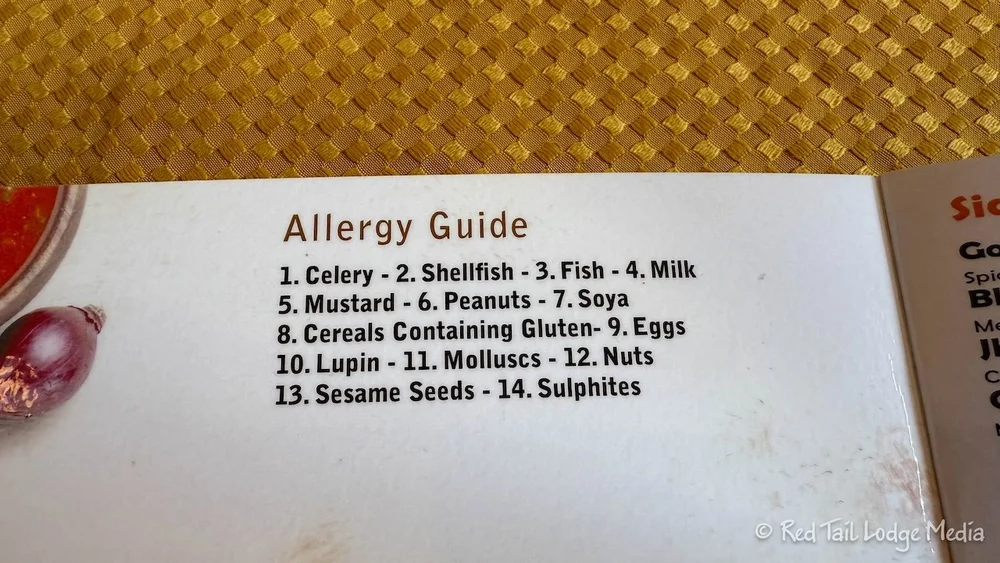 Allergy Guide
1. Celery - 2. Shellfish - 3. Fish - 4. Milk
5. Mustard - 6. Peanuts - 7. Soya
8. Cereals Containing Gluten- 9. Eggs
10. Lupin - 11. Molluscs - 12. Nuts
13. Sesame Seeds - 14. Sulphites
© Red Tail Lodge Media